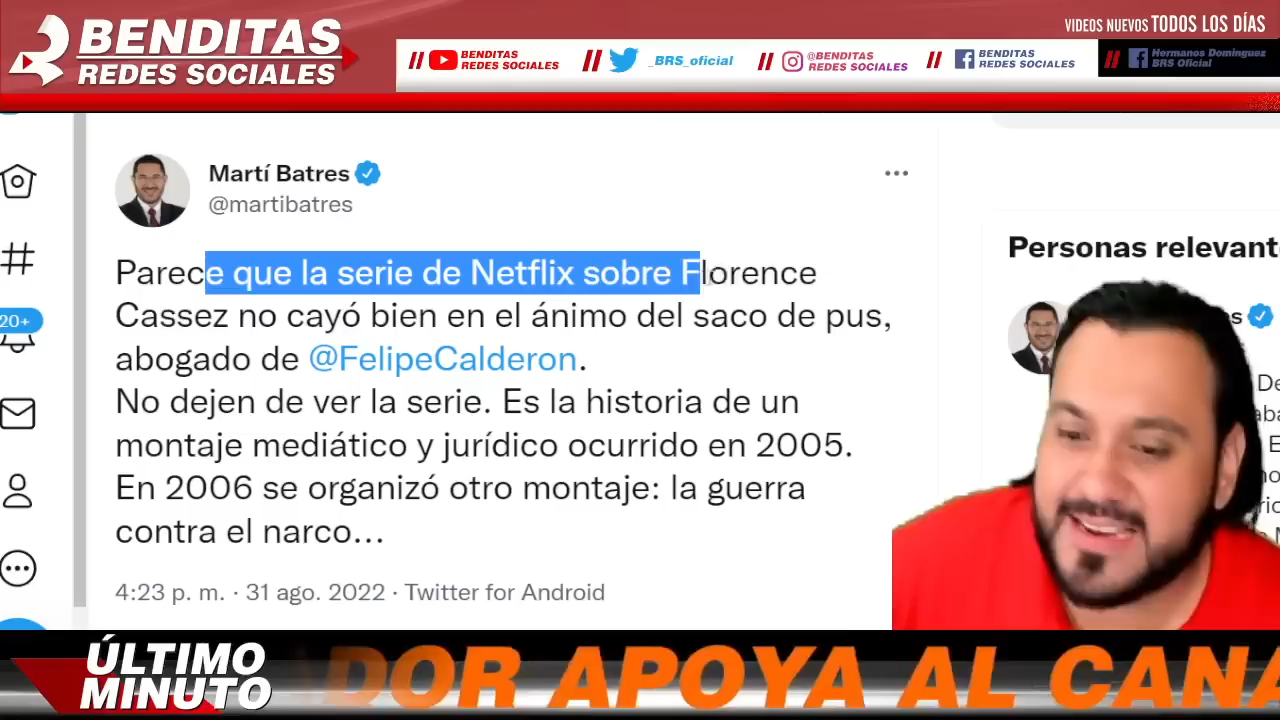 BENDITAS
REDES SOCIALES
VIDEOS NUEVOS TODOS LOS DÍAS
BENDITAS
REDES SOCIALES
_BRS_oficial
@BENDITAS
REDES SOCIALES
BENDITAS
REDES SOCIALES
Hermanos Dominguez
BRS Oficial
20+
Martí Batres
@martibatres
Parece que la serie de Netflix sobre Florence
Cassez no cayó bien en el ánimo del saco de pus,
abogado de @FelipeCalderon.
No dejen de ver la serie. Es la historia de un
montaje mediático y jurídico ocurrido en 2005.
En 2006 se organizó otro montaje: la guerra
contra el narco...
4:23 p. m. · 31 ago. 2022 · Twitter for Android
Personas relevant
ÚLTIMO
MINUTO
DOR APOYA AL CANA